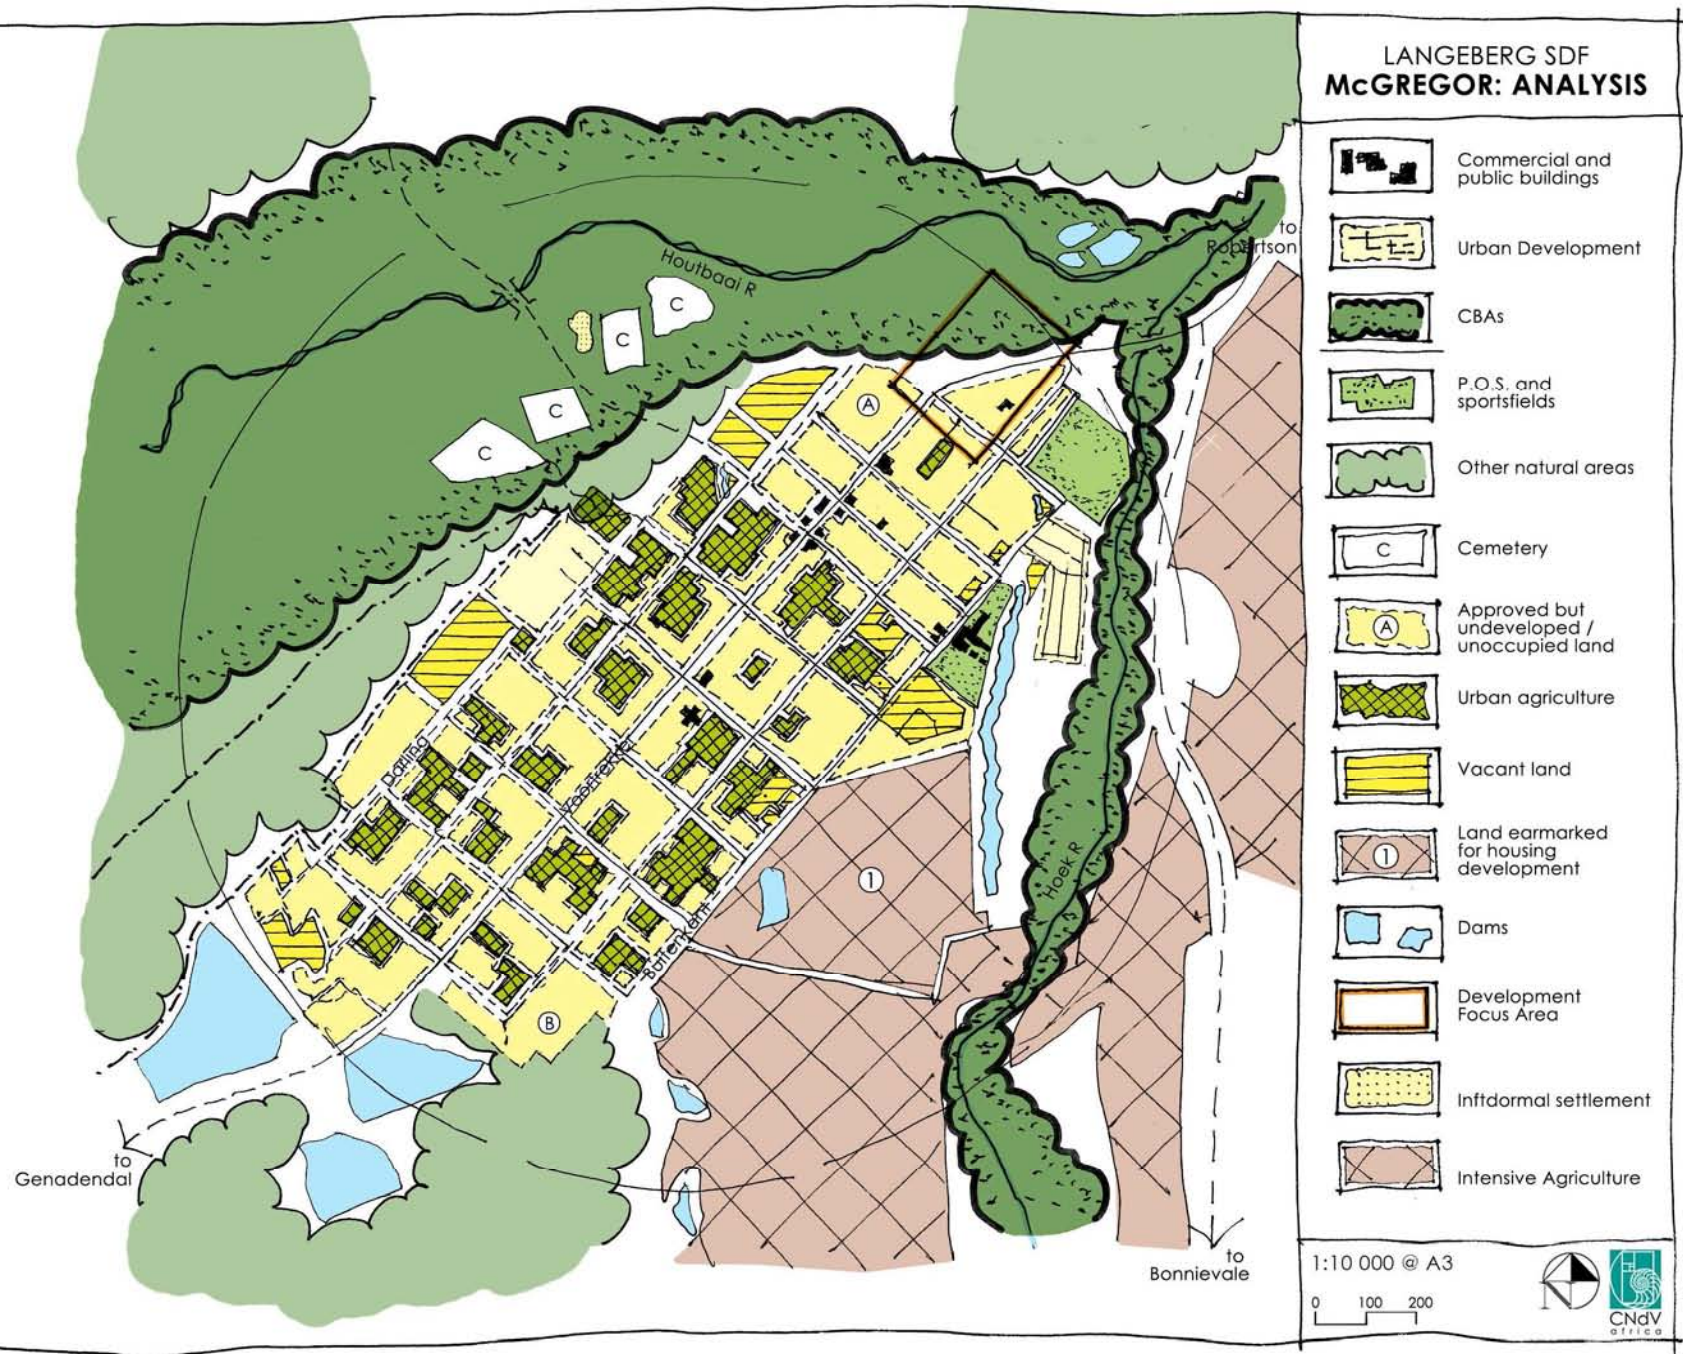 LANGEBERG SDF
McGREGOR: ANALYSIS
Commercial and
public buildings
Urban Development
CBAs
P.O.S. and
sportsfields
Other natural areas
C
Cemetery
A
Approved but
undeveloped /
unoccupied land
Urban agriculture
Vacant land
1
Land earmarked
for housing
development
Dams
Development
Focus Area
Inftdormal settlement
Intensive Agriculture
1:10 000 @ A3
0 100 200
N
CNdV
africa
to
Robertson
Houtbaai R
C
C
C
C
A
Darling
Voortrekker
Buitenkant
Hoek R
1
B
to
Genadendal
to
Bonnievale